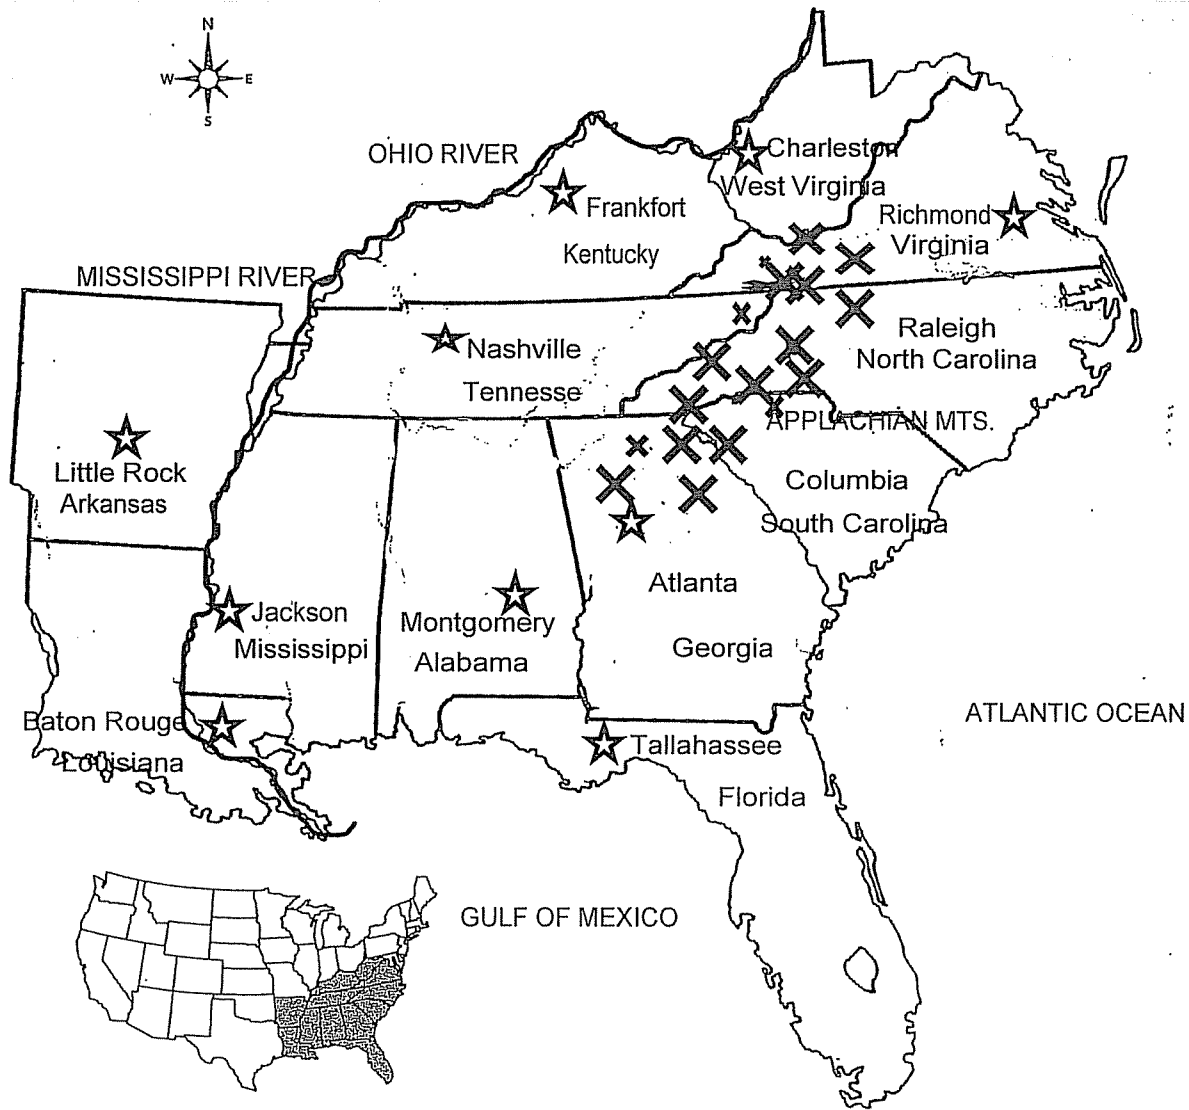 N
W E
S
OHIO RIVER
Charleston
West Virginia
Frankfort
Kentucky
Richmond
Virginia
MISSISSIPPI RIVER
Raleigh
North Carolina
Nashville
Tennesse
APPLACHIAN MTS.
Little Rock
Arkansas
Columbia
South Carolina
Atlanta
Georgia
Jackson
Mississippi
Montgomery
Alabama
Baton Rouge
Louisiana
Tallahassee
Florida
ATLANTIC OCEAN
GULF OF MEXICO